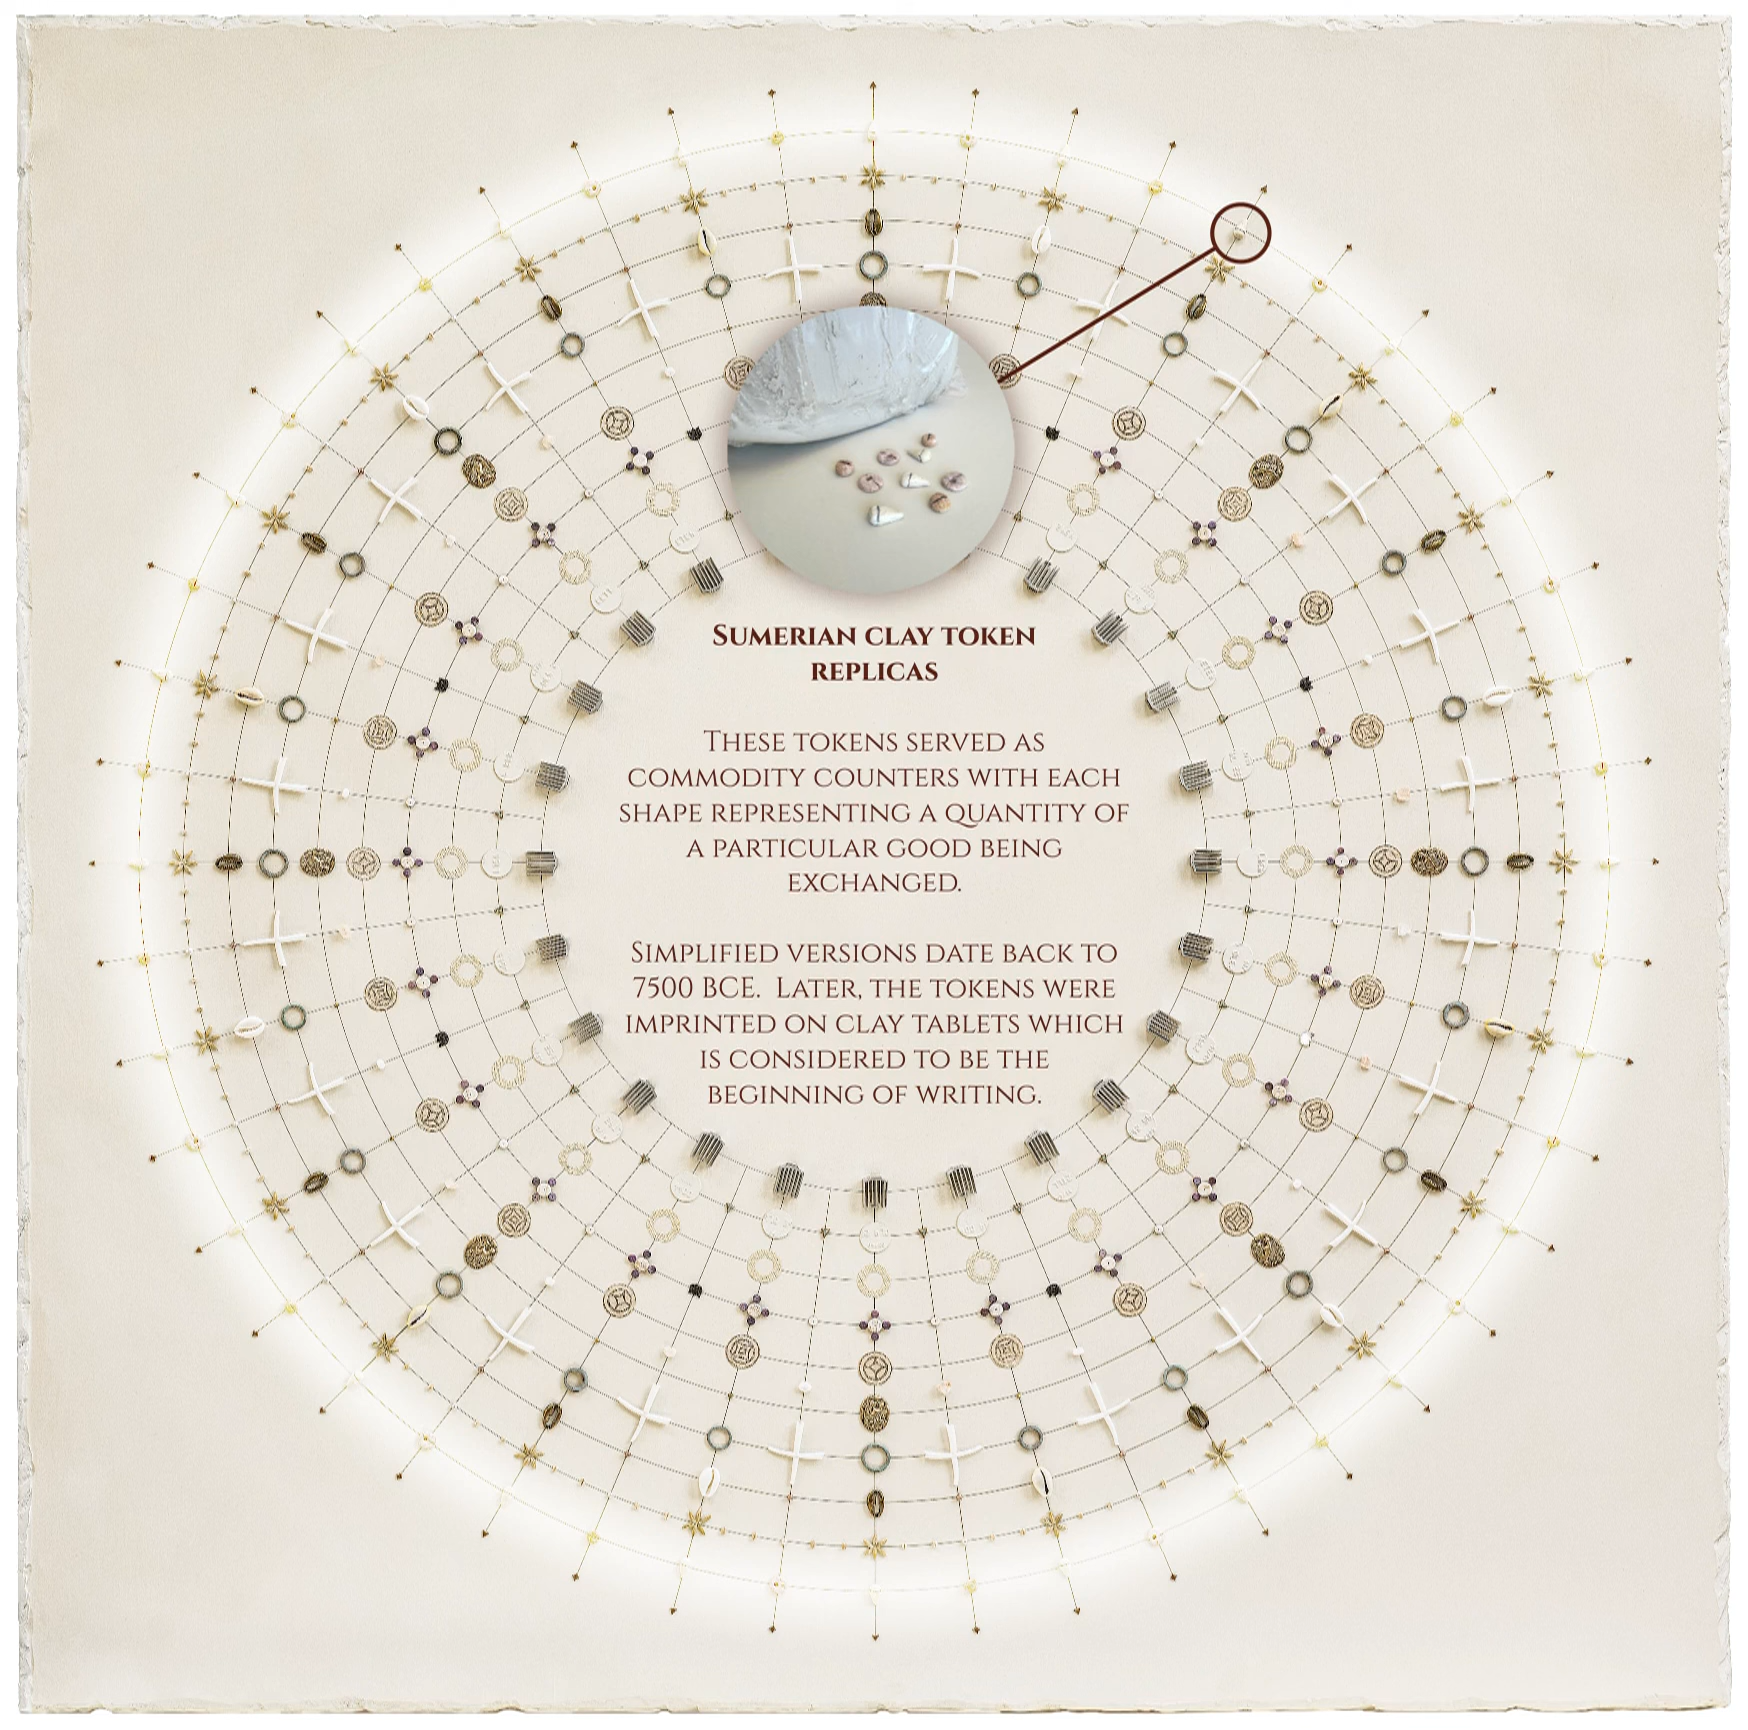 SUMERIAN CLAY TOKEN
REPLICAS
THESE TOKENS SERVED AS
COMMODITY COUNTERS WITH EACH
SHAPE REPRESENTING A QUANTITY OF
A PARTICULAR GOOD BEING
EXCHANGED.
SIMPLIFIED VERSIONS DATE BACK TO
7500 BCE. LATER, THE TOKENS WERE
IMPRINTED ON CLAY TABLETS WHICH
IS CONSIDERED TO BE THE
BEGINNING OF WRITING.